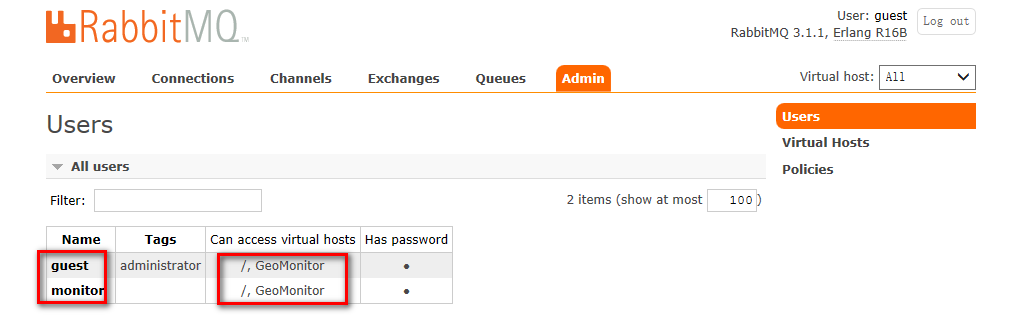 RabbitMQ TM
User: guest
Log out
RabbitMQ 3.1.1, Erlang R16B
Overview Connections Channels Exchanges Queues Admin Virtual host: All
Users
Virtual Hosts
Policies
Users
All users
Filter: 2 items (show at most 100)
Name Tags Can access virtual hosts Has password
guest administrator /, GeoMonitor ●
monitor /, GeoMonitor ●